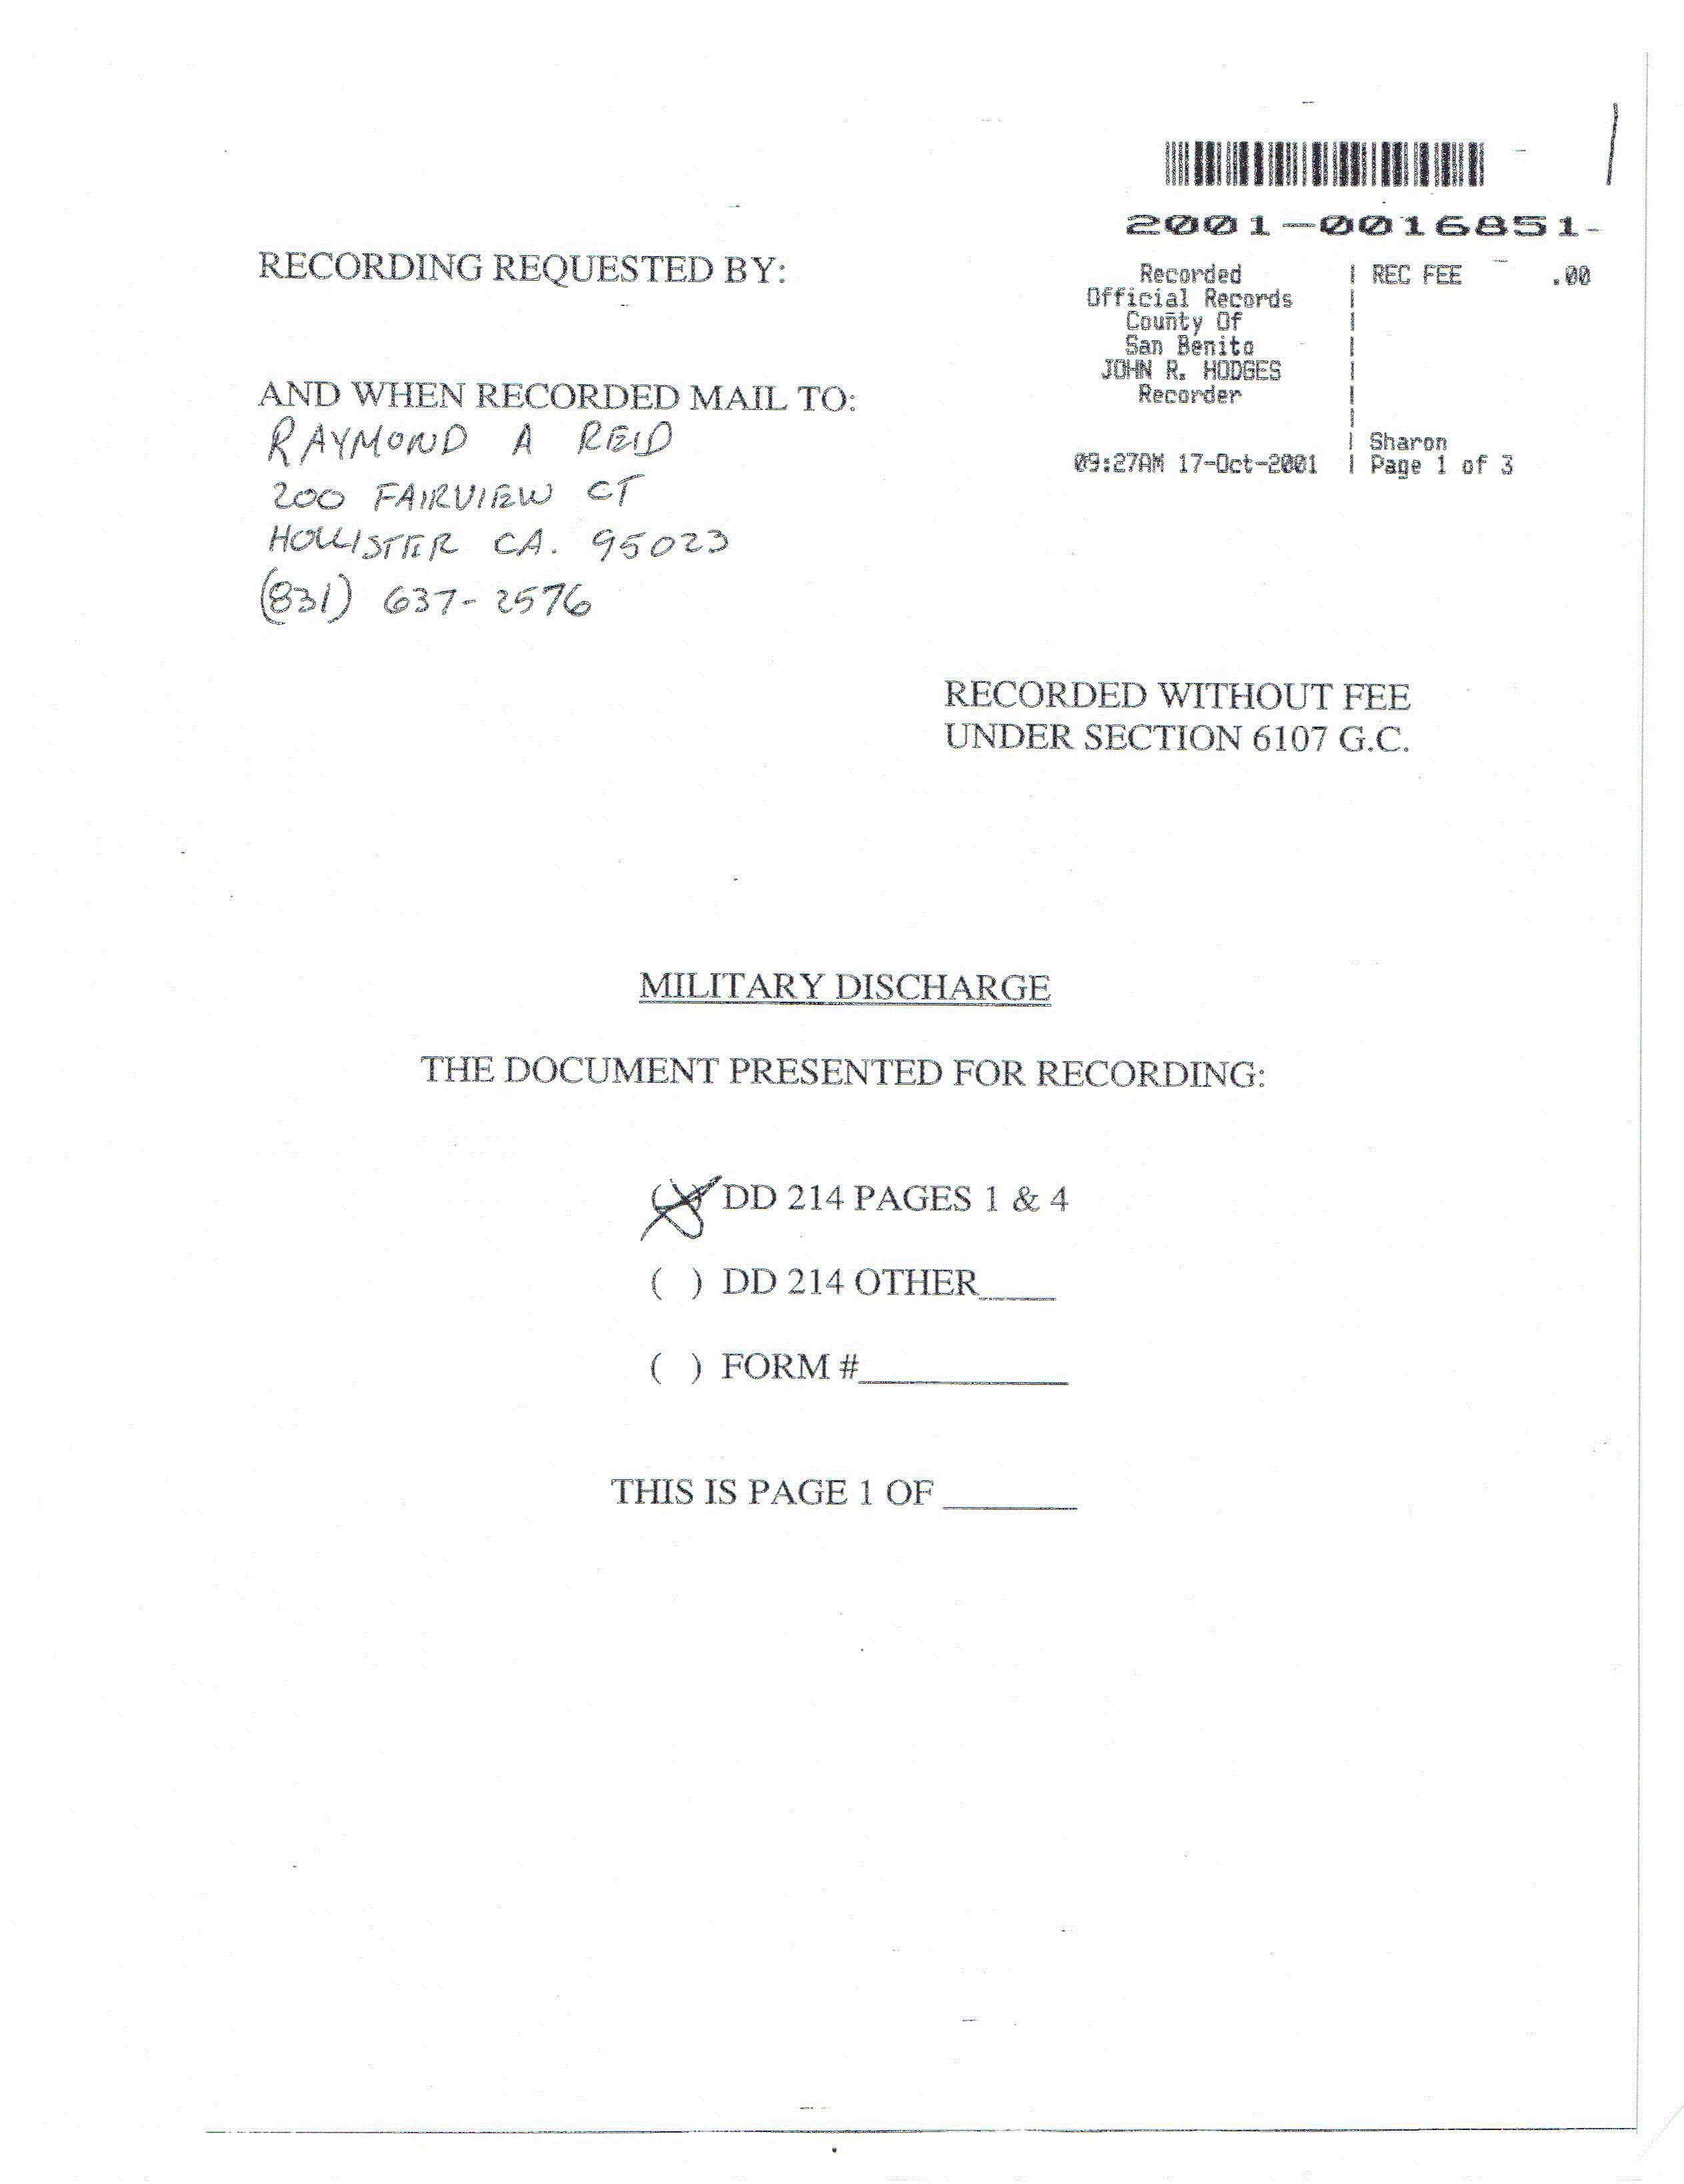 2001-0016851-
Recorded
Official Records
County Of
San Benito
JOHN R. HODGES
Recorder
09:27AM 17-Oct-2001
REC FEE .00
Sharon
Page 1 of 3
RECORDING REQUESTED BY:
AND WHEN RECORDED MAIL TO:
RAYMOND A REID
200 FAIRVIEW CT
HOLLISTER CA. 95023
(831) 637-2576
RECORDED WITHOUT FEE
UNDER SECTION 6107 G.C.
MILITARY DISCHARGE
THE DOCUMENT PRESENTED FOR RECORDING:
(X) DD 214 PAGES 1 & 4
( ) DD 214 OTHER____
( ) FORM #__________
THIS IS PAGE 1 OF _______